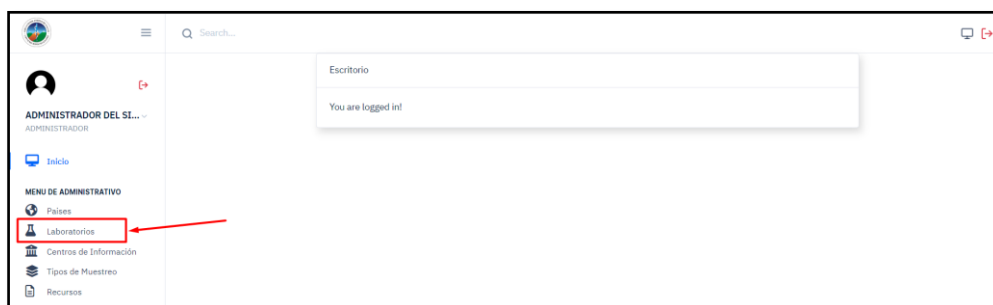 Search...
ADMINISTRADOR DEL SI...
ADMINISTRADOR
Inicio
MENU DE ADMINISTRATIVO
Paises
Laboratorios
Centros de Información
Tipos de Muestreo
Recursos
Escritorio
You are logged in!